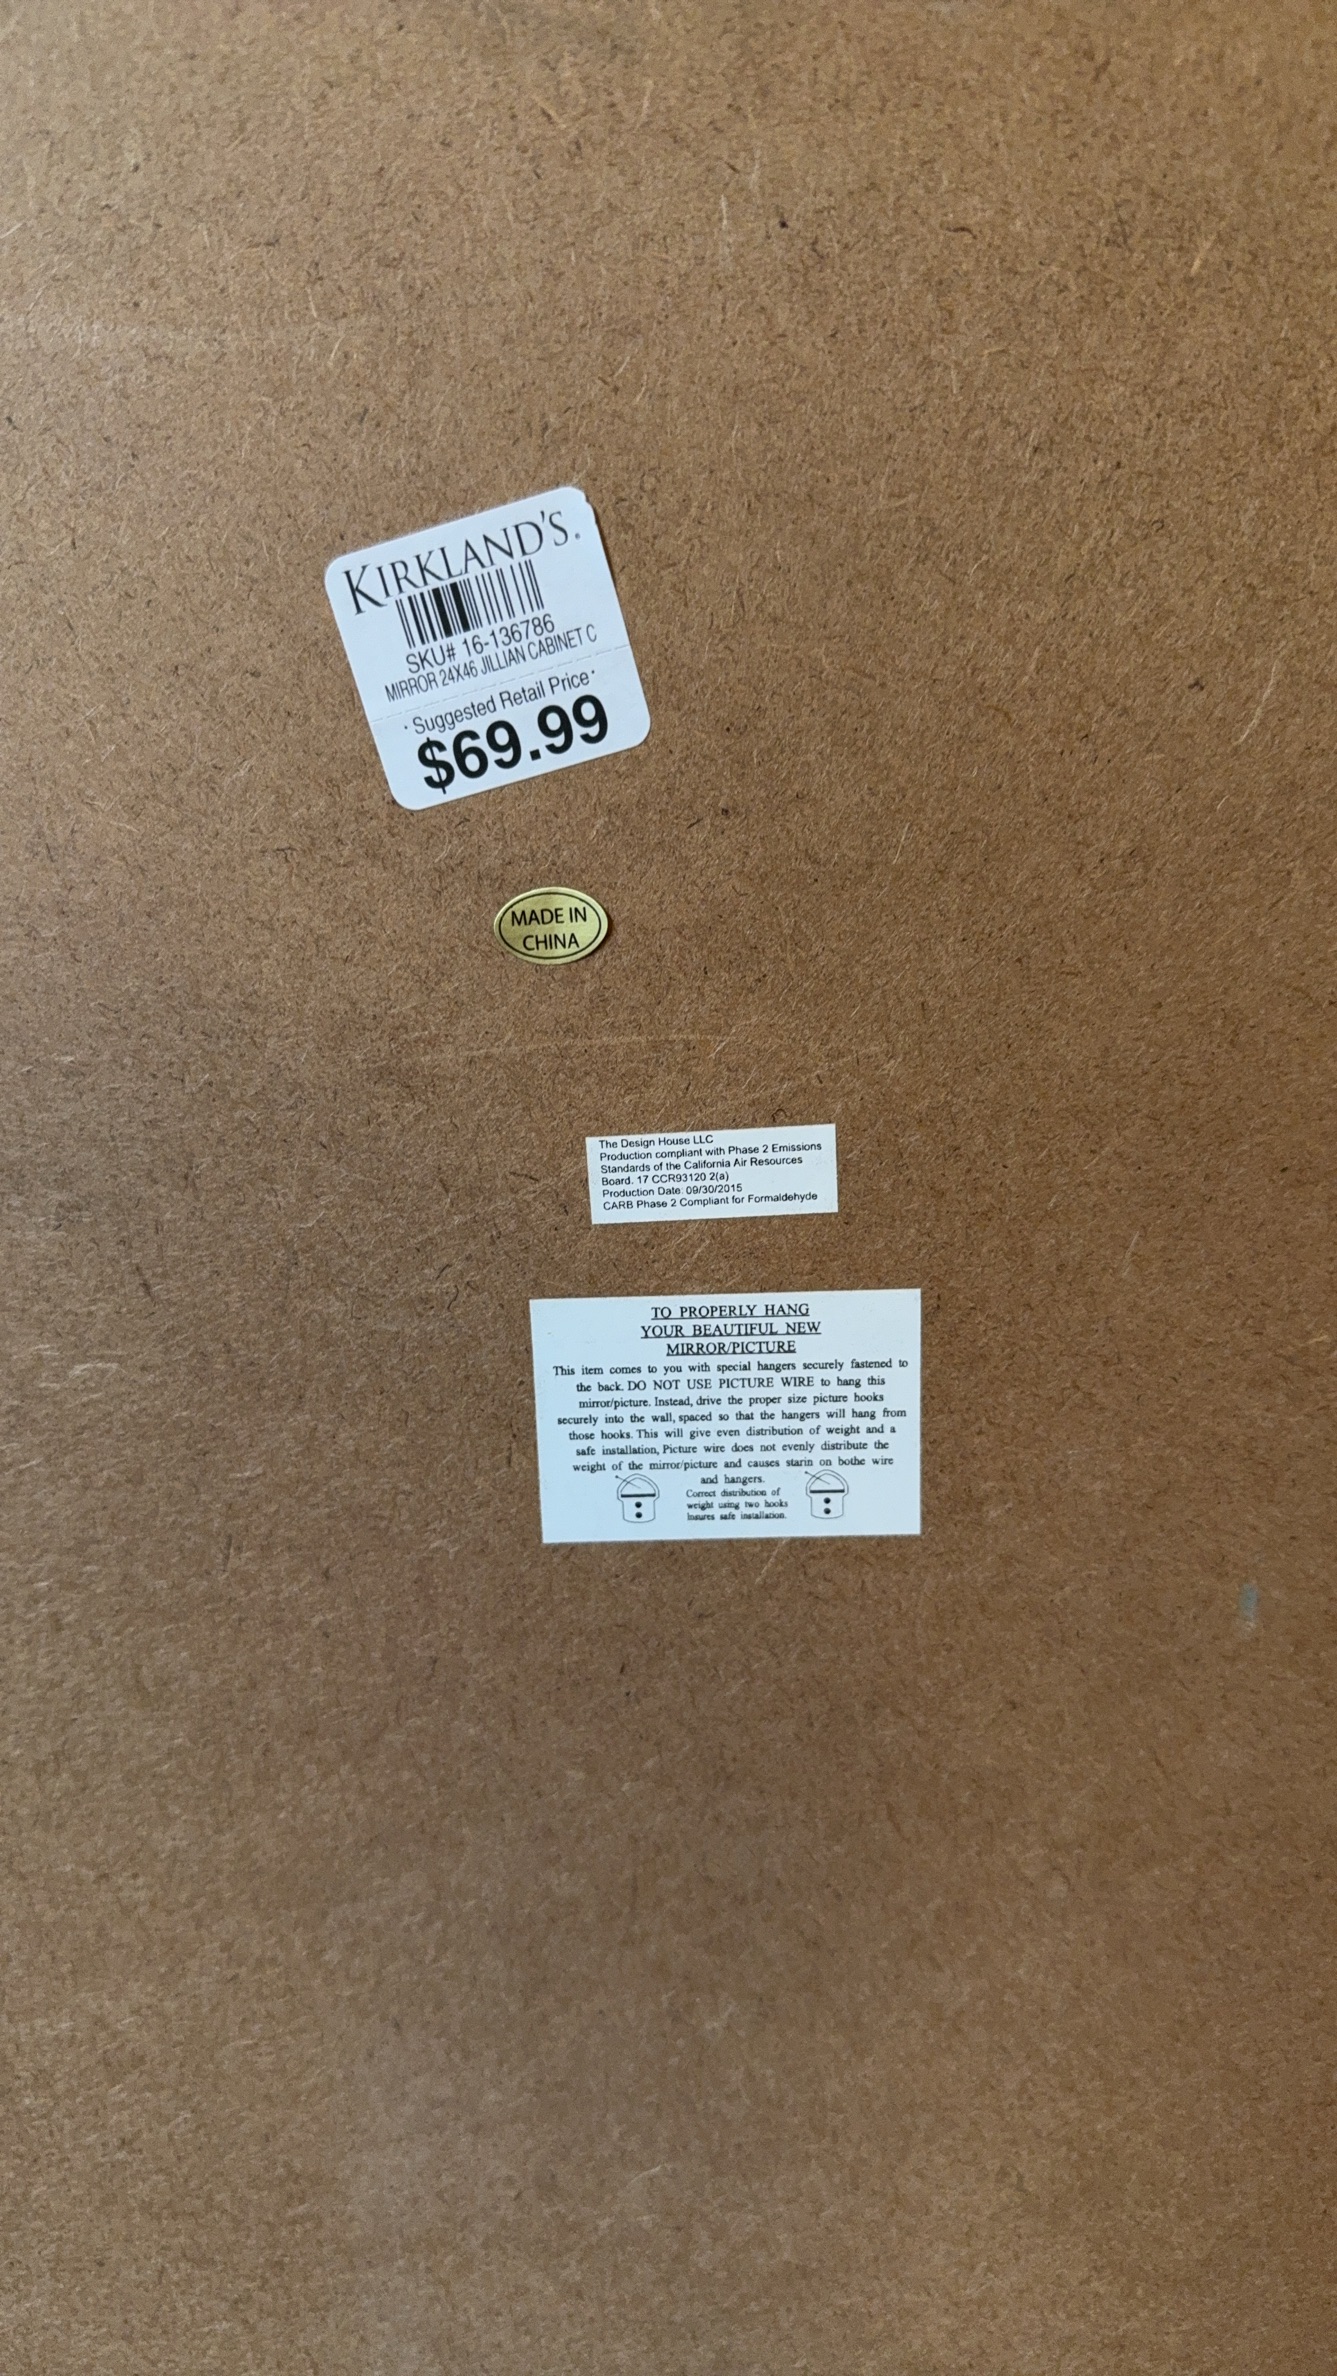 KIRKLAND'S.
SKU# 16-136786
MIRROR 24X46 JILLIAN CABINET C
· Suggested Retail Price ·
$69.99
MADE IN
CHINA
The Design House LLC
Production compliant with Phase 2 Emissions
Standards of the California Air Resources
Board. 17 CCR93120 2(a)
Production Date: 09/30/2015
CARB Phase 2 Compliant for Formaldehyde
TO PROPERLY HANG
YOUR BEAUTIFUL NEW
MIRROR/PICTURE
This item comes to you with special hangers securely fastened to
the back. DO NOT USE PICTURE WIRE to hang this
mirror/picture. Instead, drive the proper size picture hooks
securely into the wall, spaced so that the hangers will hang from
those hooks. This will give even distribution of weight and a
safe installation, Picture wire does not evenly distribute the
weight of the mirror/picture and causes starin on bothe wire
and hangers.
Correct distribution of
weight using two hooks
Insures safe installation.